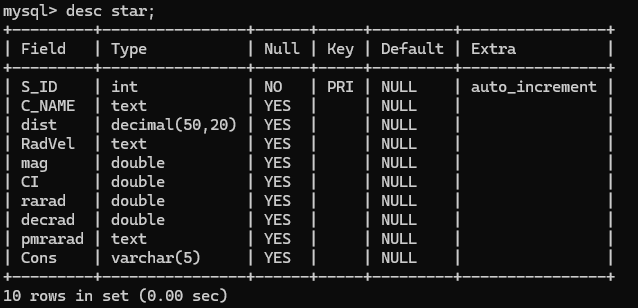 mysql> desc star;
+---------+----------------+------+-----+---------+----------------+
| Field   | Type           | Null | Key | Default | Extra          |
+---------+----------------+------+-----+---------+----------------+
| S_ID    | int            | NO   | PRI | NULL    | auto_increment |
| C_NAME  | text           | YES  |     | NULL    |                |
| dist    | decimal(50,20) | YES  |     | NULL    |                |
| RadVel  | text           | YES  |     | NULL    |                |
| mag     | double         | YES  |     | NULL    |                |
| CI      | double         | YES  |     | NULL    |                |
| rarad   | double         | YES  |     | NULL    |                |
| decrad  | double         | YES  |     | NULL    |                |
| pmrarad | text           | YES  |     | NULL    |                |
| Cons    | varchar(5)     | YES  |     | NULL    |                |
+---------+----------------+------+-----+---------+----------------+
10 rows in set (0.00 sec)